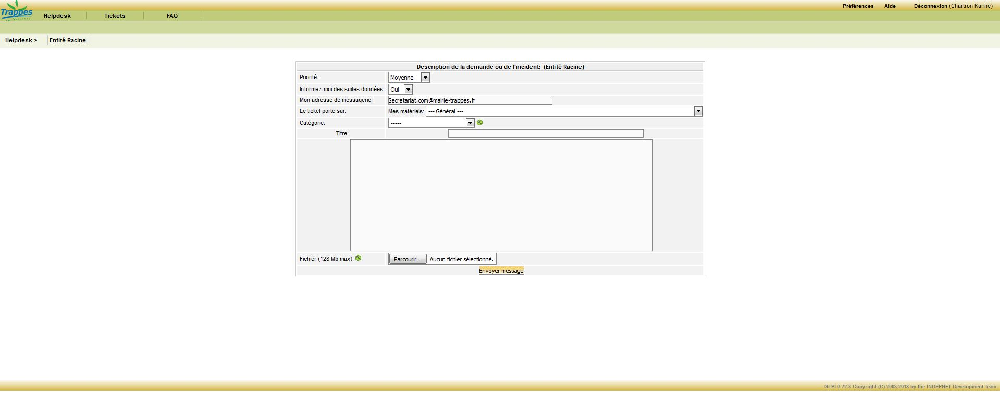 Trappes
en Yvelines
Préférences Aide Déconnexion (Chartron Karine)
Helpdesk Tickets FAQ
Helpdesk > Entité Racine
Description de la demande ou de l'incident: (Entité Racine)
Priorité: Moyenne
Informez-moi des suites données: Oui
Mon adresse de messagerie: Secretariat.com@mairie-trappes.fr
Le ticket porte sur: Mes matériels: --- Général ---
Catégorie: -----
Titre:
Fichier (128 Mb max): Parcourir... Aucun fichier sélectionné.
Envoyer message
GLPI 0.72.3 Copyright (C) 2003-2018 by the INDEPNET Development Team.